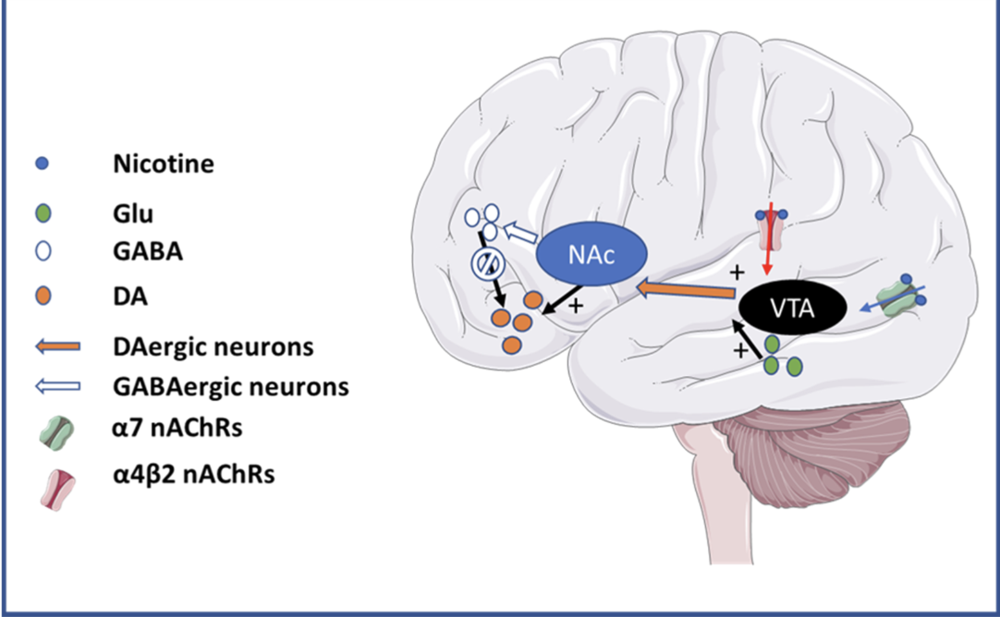 Nicotine
Glu
GABA
DA
DAergic neurons
GABAergic neurons
α7 nAChRs
α4β2 nAChRs
NAc
+
+
VTA
+